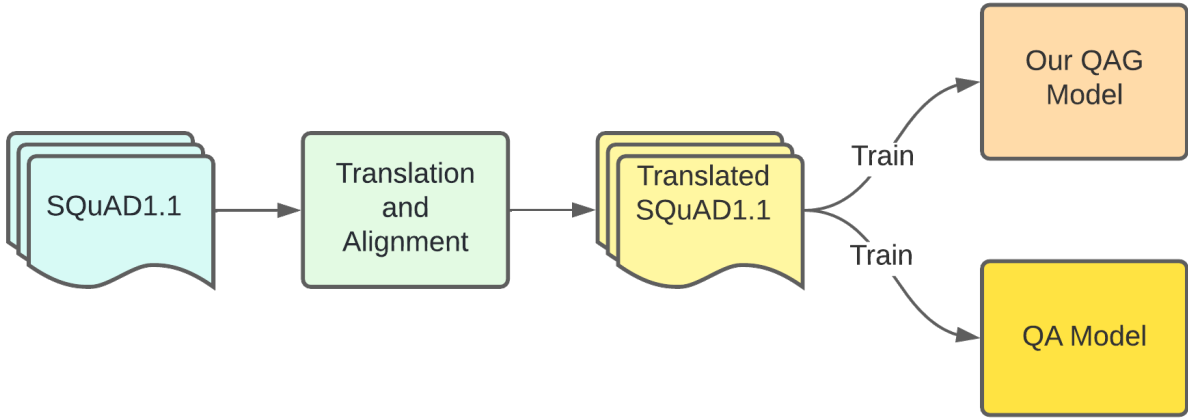 SQuAD1.1
Translation
and
Alignment
Translated
SQuAD1.1
Train
Train
Our QAG
Model
QA Model